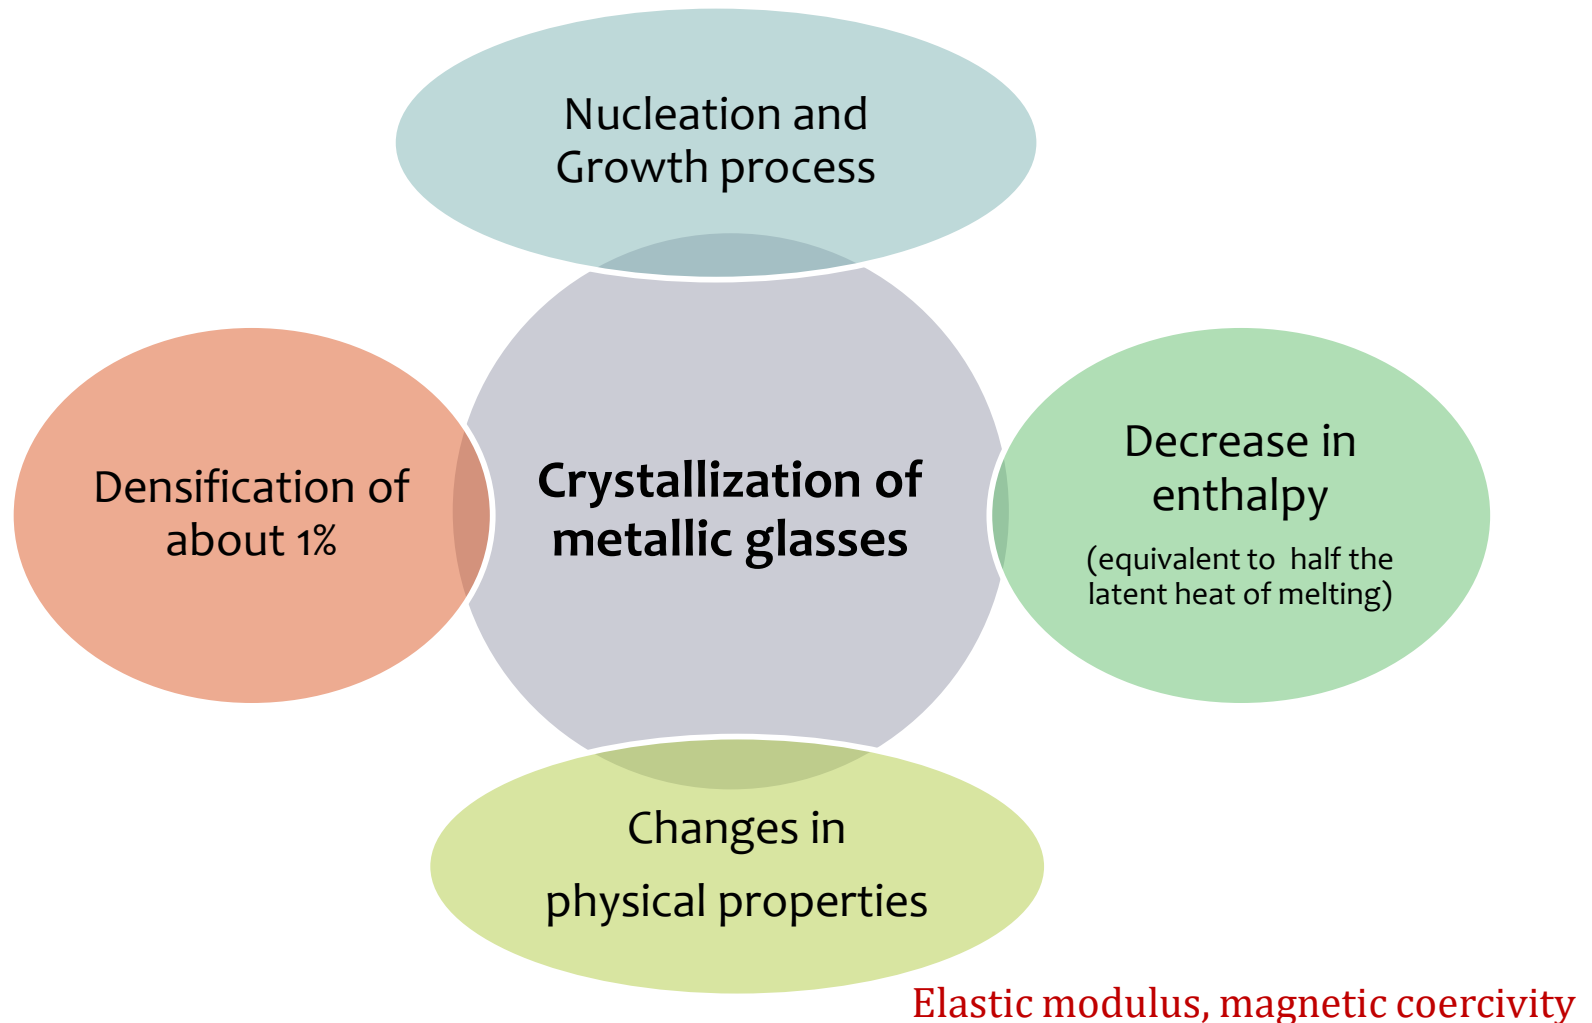 Nucleation and
Growth process
Densification of
about 1%
Crystallization of
metallic glasses
Decrease in
enthalpy
(equivalent to half the
latent heat of melting)
Changes in
physical properties
Elastic modulus, magnetic coercivity